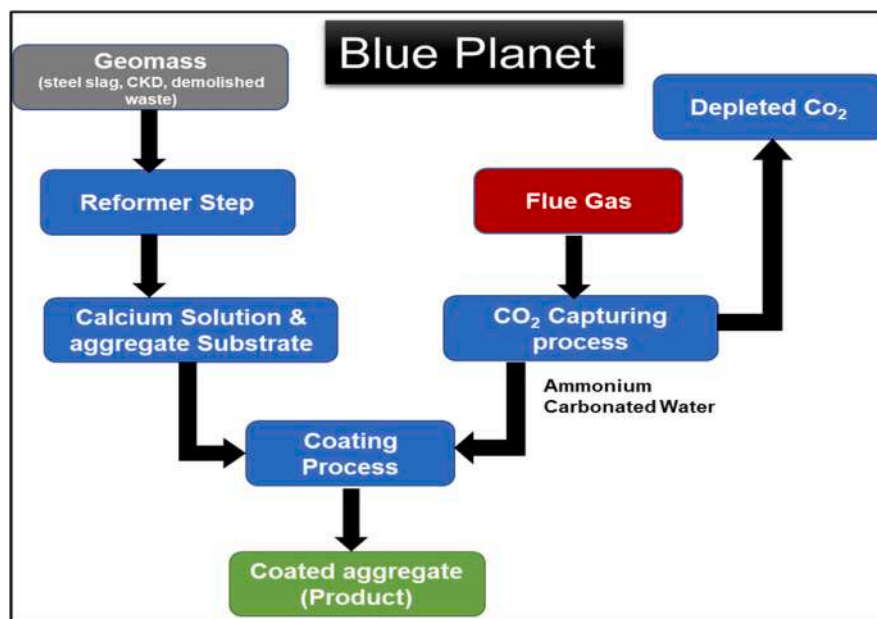 Blue Planet
Geomass
(steel slag, CKD, demolished
waste)
Depleted Co₂
Reformer Step
Flue Gas
Calcium Solution &
aggregate Substrate
CO₂ Capturing
process
Ammonium
Carbonated Water
Coating
Process
Coated aggregate
(Product)